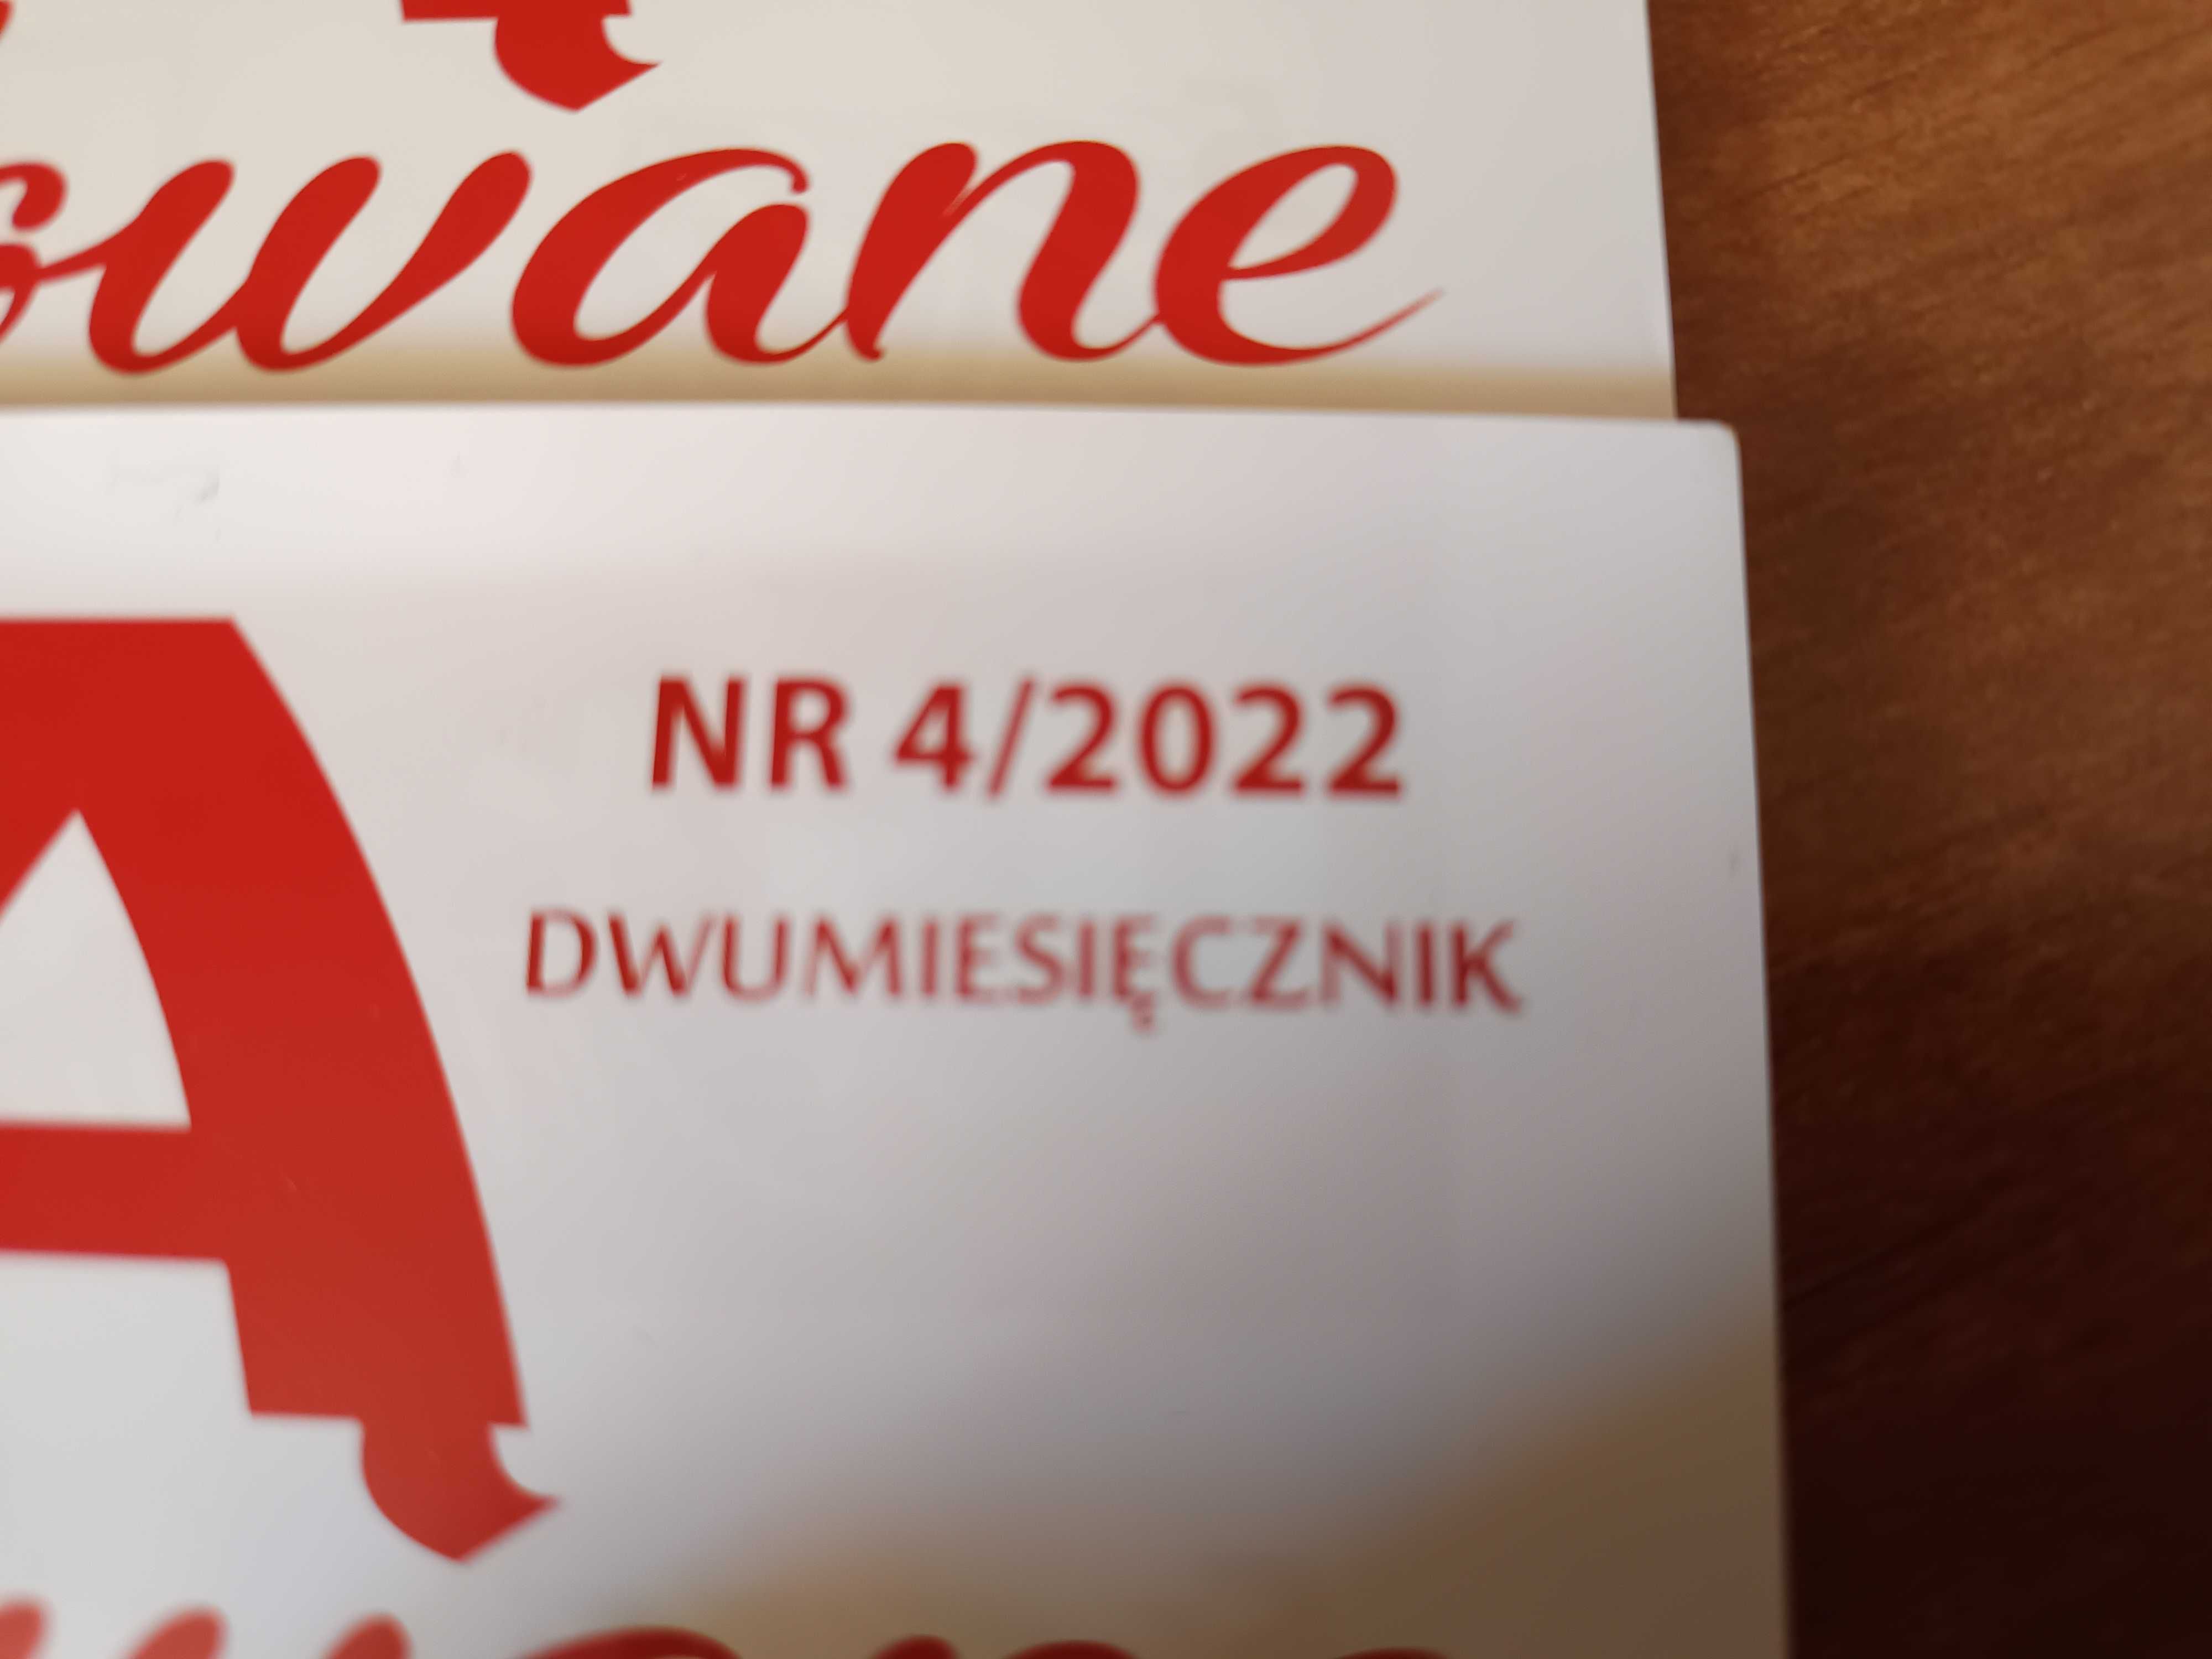 owane
NR 4/2022
DWUMIESIĘCZNIK
A